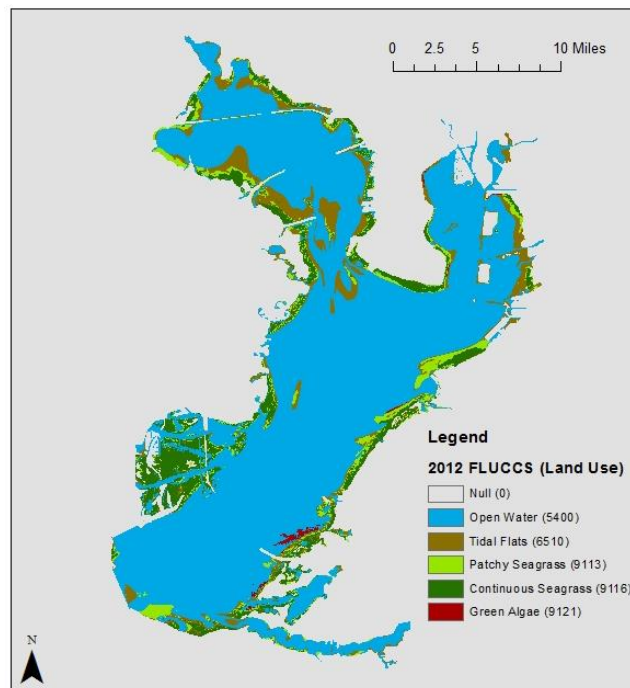 0 2.5 5 10 Miles
Legend
2012 FLUCCS (Land Use)
Null (0)
Open Water (5400)
Tidal Flats (6510)
Patchy Seagrass (9113)
Continuous Seagrass (9116)
Green Algae (9121)
N